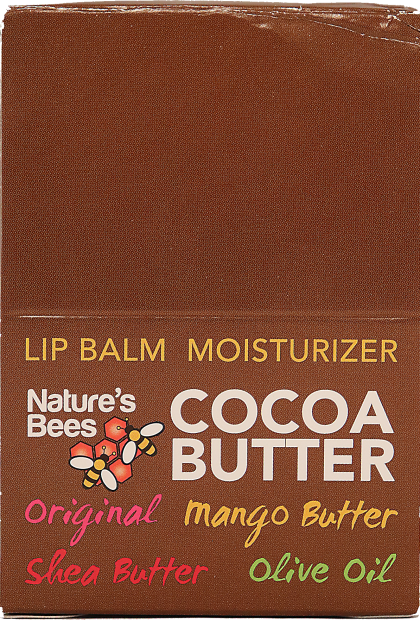 LIP BALM MOISTURIZER
Nature's
Bees
COCOA
BUTTER
Original Mango Butter
Shea Butter Olive Oil